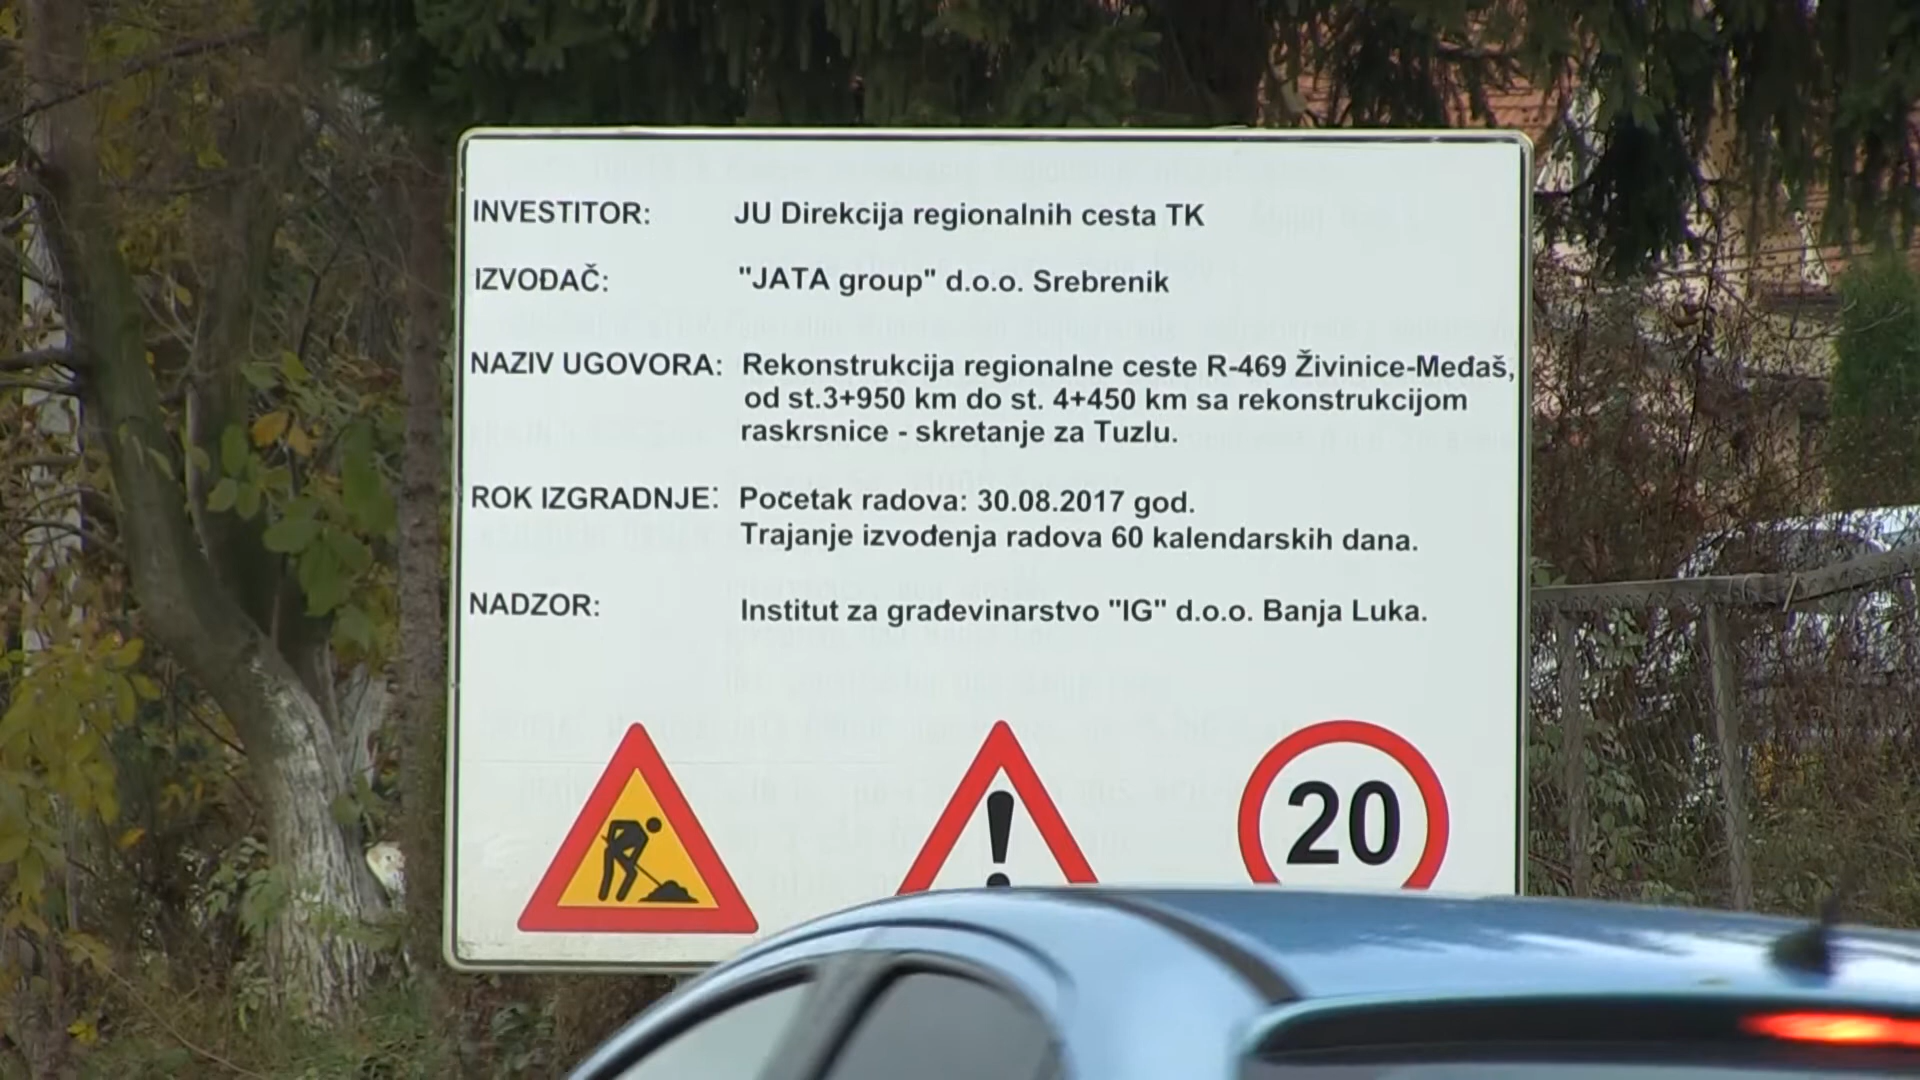 INVESTITOR: JU Direkcija regionalnih cesta TK
IZVOĐAČ: "JATA group" d.o.o. Srebrenik
NAZIV UGOVORA: Rekonstrukcija regionalne ceste R-469 Živinice-Međaš,
od st.3+950 km do st. 4+450 km sa rekonstrukcijom
raskrsnice - skretanje za Tuzlu.
ROK IZGRADNJE: Početak radova: 30.08.2017 god.
Trajanje izvođenja radova 60 kalendarskih dana.
NADZOR: Institut za građevinarstvo "IG" d.o.o. Banja Luka.
!
20